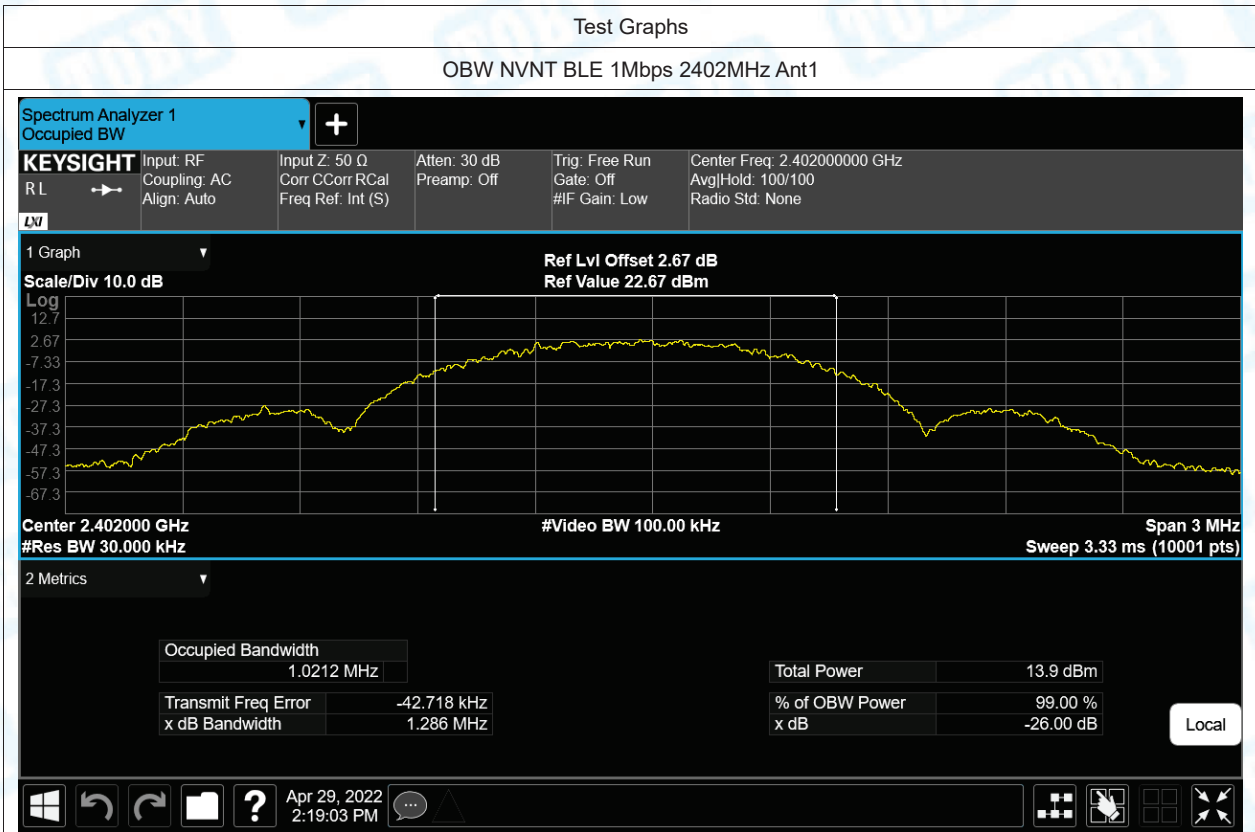 Test Graphs
OBW NVNT BLE 1Mbps 2402MHz Ant1
Spectrum Analyzer 1
Occupied BW
KEYSIGHT
R L
LXI
Input: RF
Coupling: AC
Align: Auto
Input Z: 50 Ω
Corr CCorr RCal
Freq Ref: Int (S)
Atten: 30 dB
Preamp: Off
Trig: Free Run
Gate: Off
#IF Gain: Low
Center Freq: 2.402000000 GHz
Avg|Hold: 100/100
Radio Std: None
1 Graph
Scale/Div 10.0 dB
Ref Lvl Offset 2.67 dB
Ref Value 22.67 dBm
Log
12.7
2.67
-7.33
-17.3
-27.3
-37.3
-47.3
-57.3
-67.3
Center 2.402000 GHz
#Video BW 100.00 kHz
Span 3 MHz
#Res BW 30.000 kHz
Sweep 3.33 ms (10001 pts)
2 Metrics
Occupied Bandwidth
1.0212 MHz
Total Power 13.9 dBm
Transmit Freq Error -42.718 kHz
% of OBW Power 99.00 %
x dB Bandwidth 1.286 MHz
x dB -26.00 dB
Local
Apr 29, 2022
2:19:03 PM